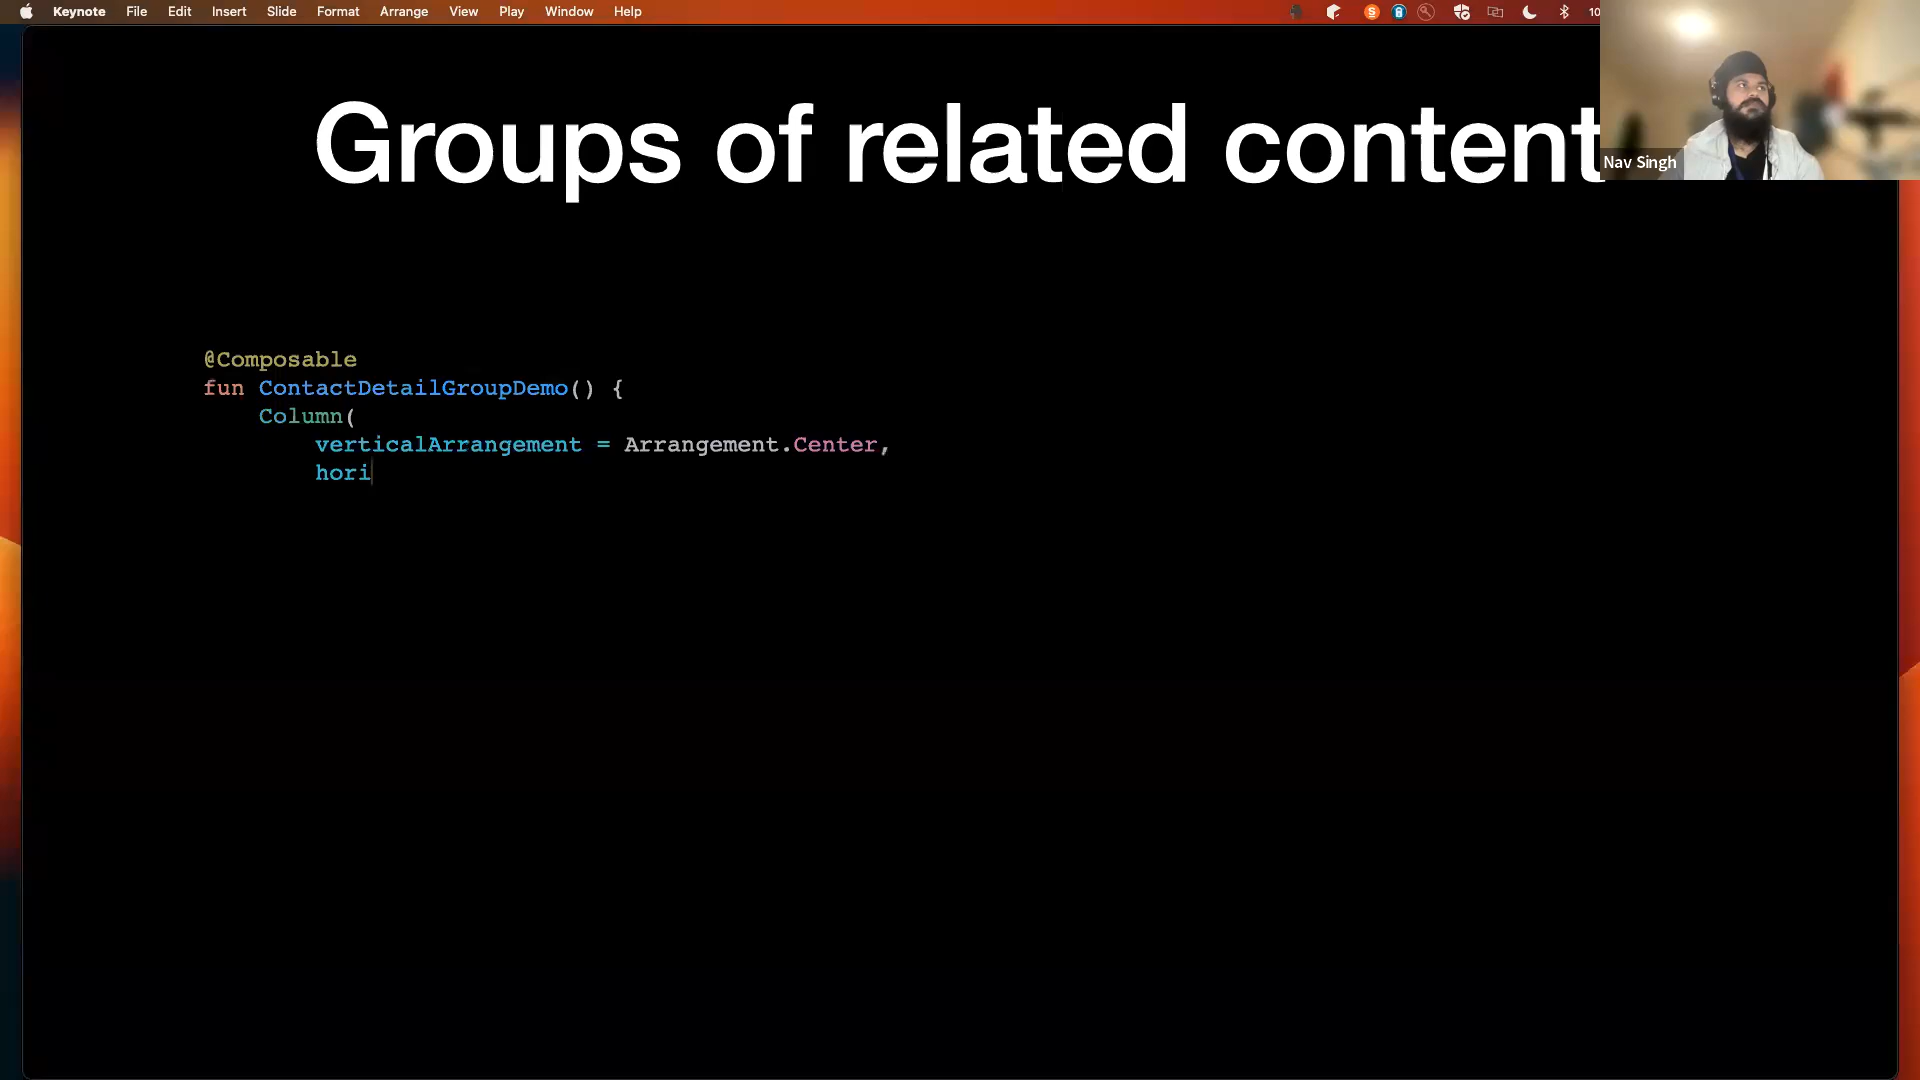 Keynote File Edit Insert Slide Format Arrange View Play Window Help 10
Groups of related content
Nav Singh
@Composable
fun ContactDetailGroupDemo() {
    Column(
        verticalArrangement = Arrangement.Center,
        hori